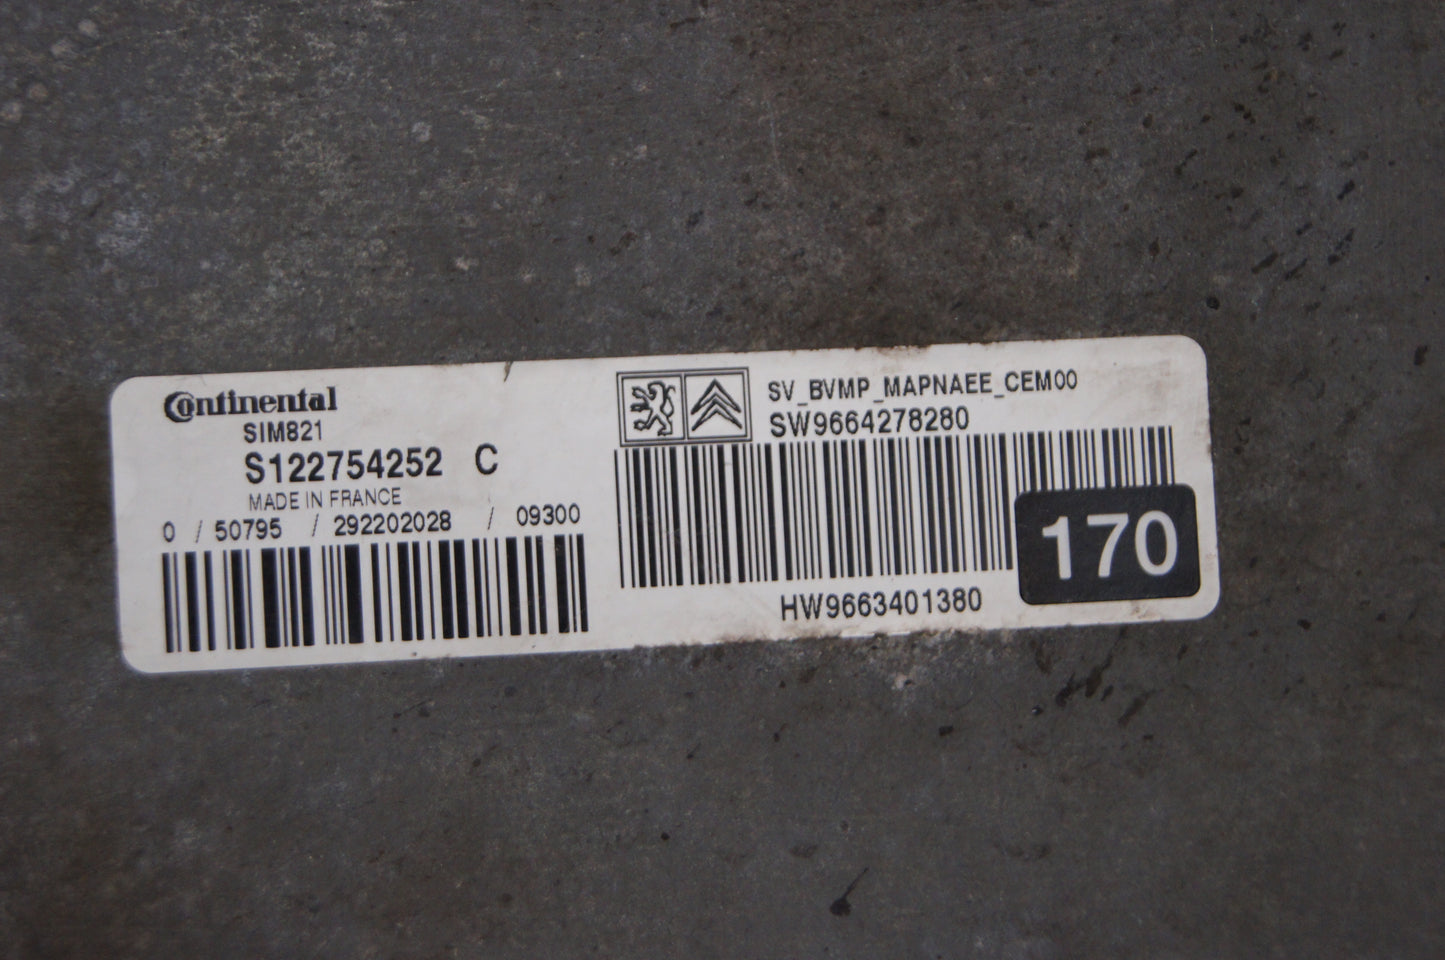 Continental
SIM821
S122754252 C
MADE IN FRANCE
0 / 50795 / 292202028 / 09300
SV_BVMP_MAPNAEE_CEM00
SW9664278280
HW9663401380
170